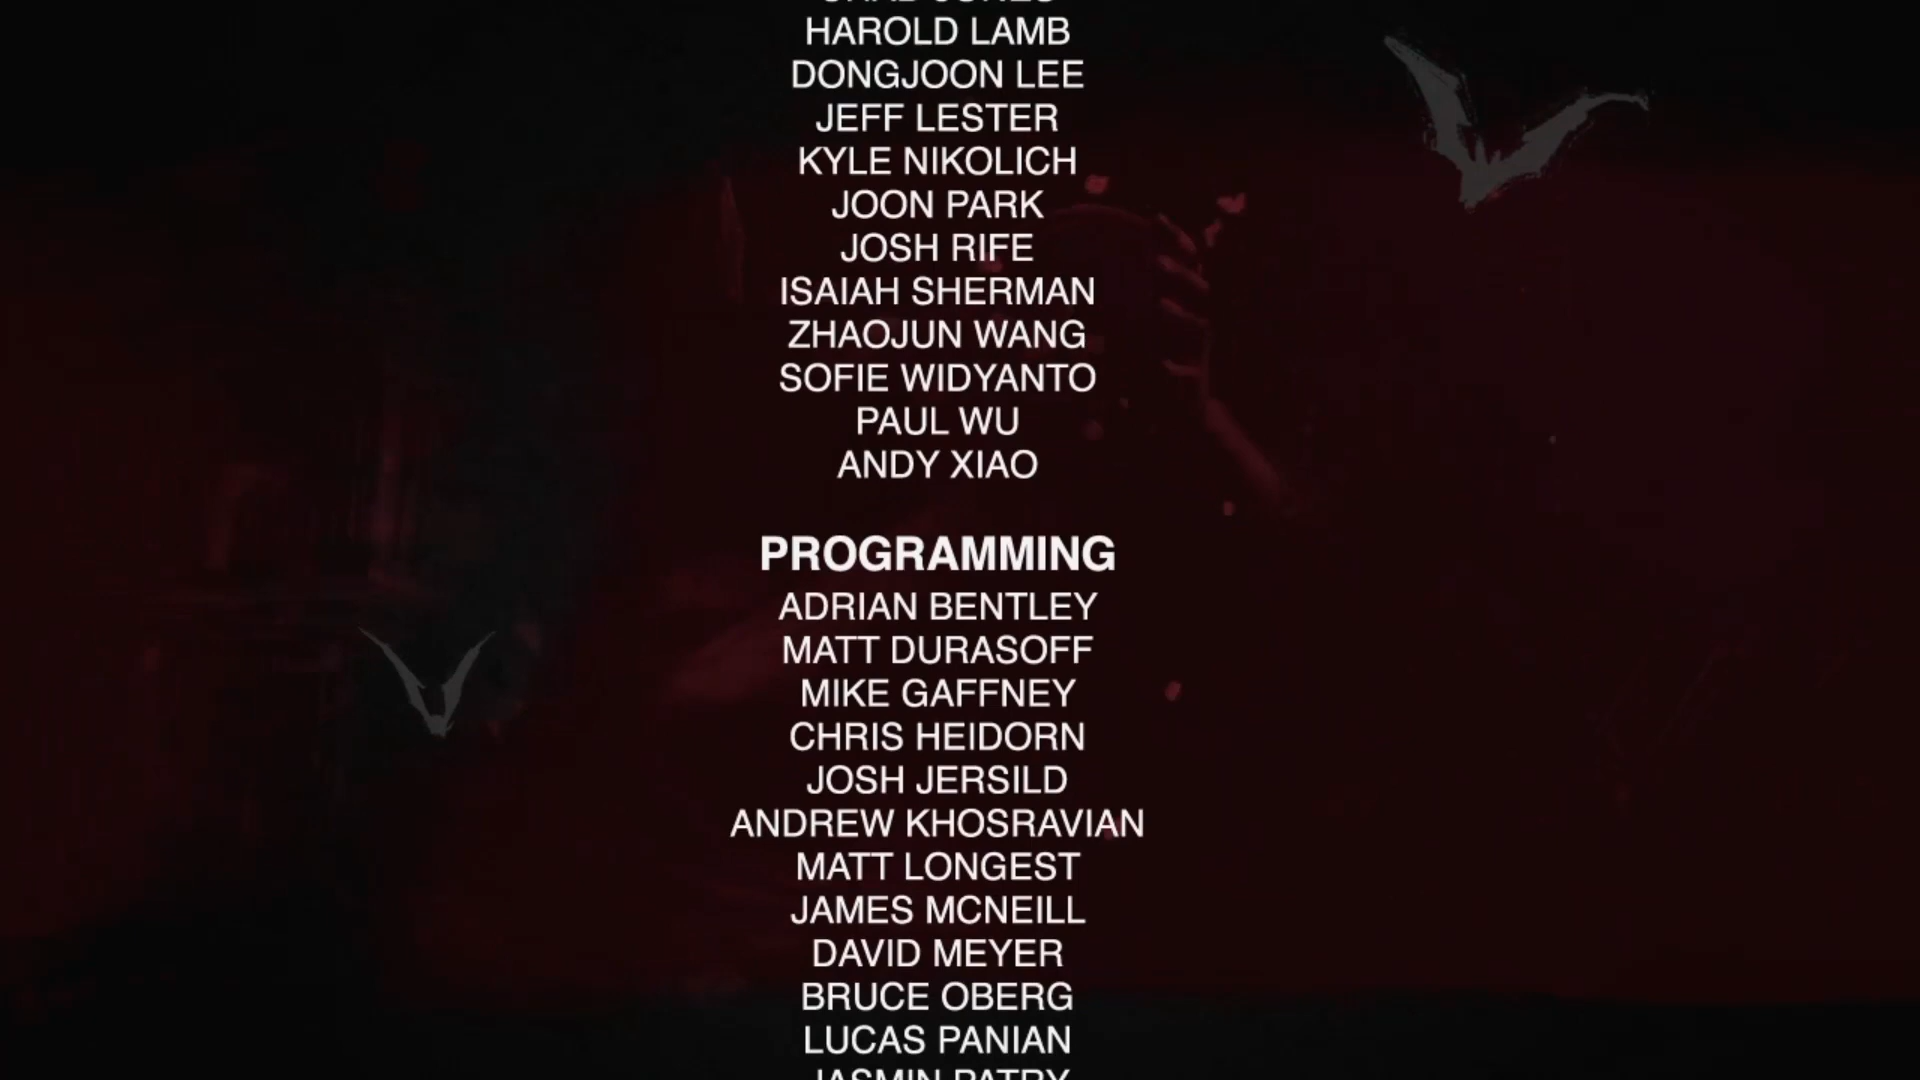 HAROLD LAMB
DONGJOON LEE
JEFF LESTER
KYLE NIKOLICH
JOON PARK
JOSH RIFE
ISAIAH SHERMAN
ZHAOJUN WANG
SOFIE WIDYANTO
PAUL WU
ANDY XIAO
PROGRAMMING
ADRIAN BENTLEY
MATT DURASOFF
MIKE GAFFNEY
CHRIS HEIDORN
JOSH JERSILD
ANDREW KHOSRAVIAN
MATT LONGEST
JAMES MCNEILL
DAVID MEYER
BRUCE OBERG
LUCAS PANIAN
JASMIN PATRY